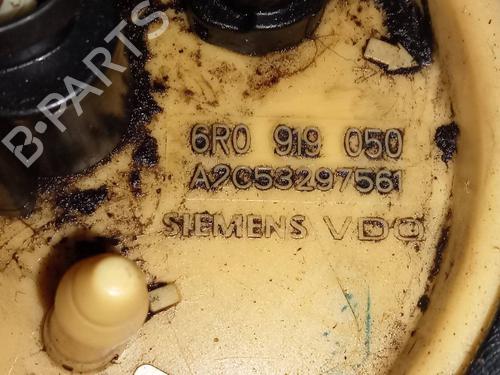 B-PARTS
6R0 919 050
A2C53297561
SIEMENS VDO